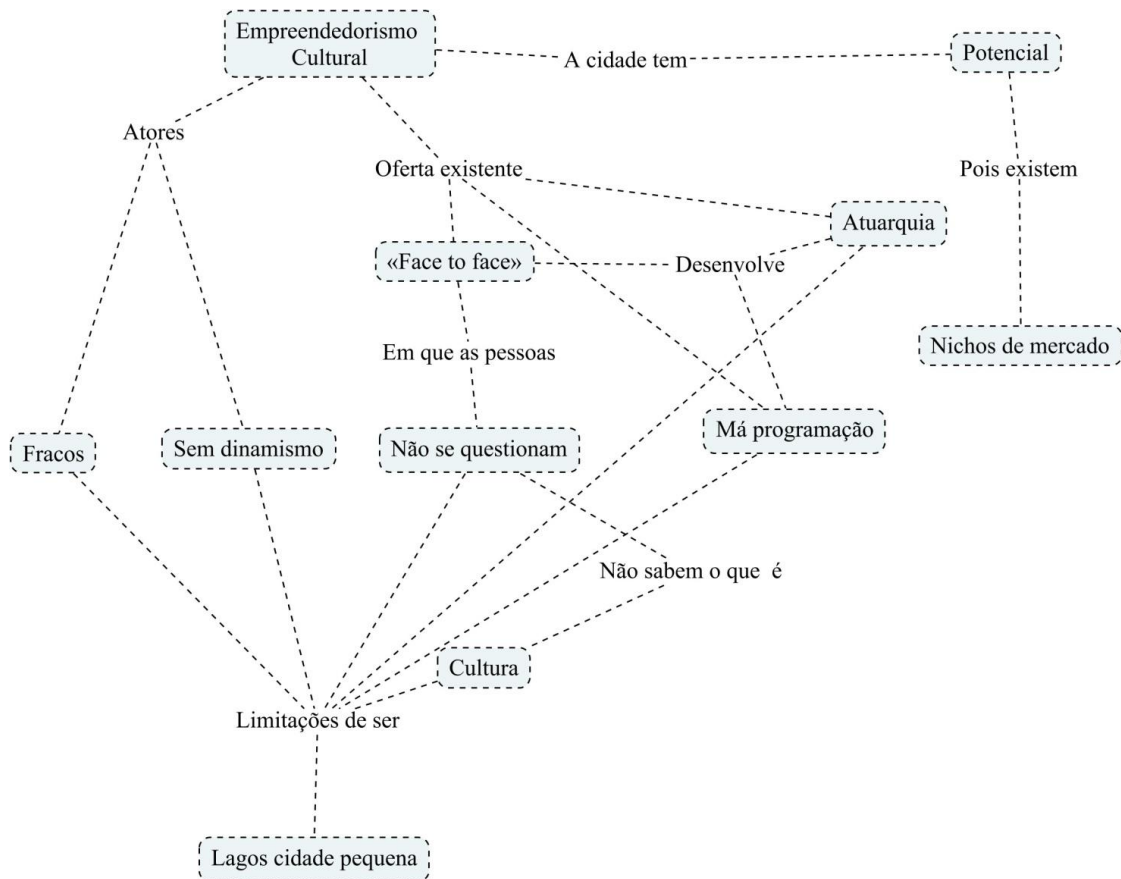 Empreendedorismo
Cultural
A cidade tem
Potencial
Atores
Oferta existente
Pois existem
Atuarquia
«Face to face»
Desenvolve
Em que as pessoas
Nichos de mercado
Fracos
Sem dinamismo
Não se questionam
Má programação
Não sabem o que é
Cultura
Limitações de ser
Lagos cidade pequena